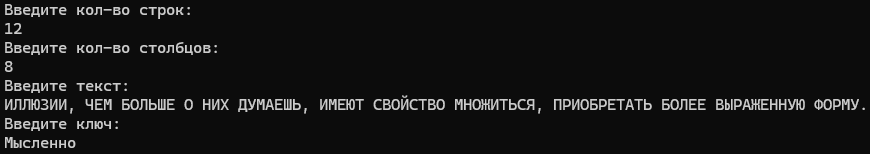 Введите кол-во строк:
12
Введите кол-во столбцов:
8
Введите текст:
ИЛЛЮЗИИ, ЧЕМ БОЛЬШЕ О НИХ ДУМАЕШЬ, ИМЕЮТ СВОЙСТВО МНОЖИТЬСЯ, ПРИОБРЕТАТЬ БОЛЕЕ ВЫРАЖЕННУЮ ФОРМУ.
Введите ключ:
Мысленно